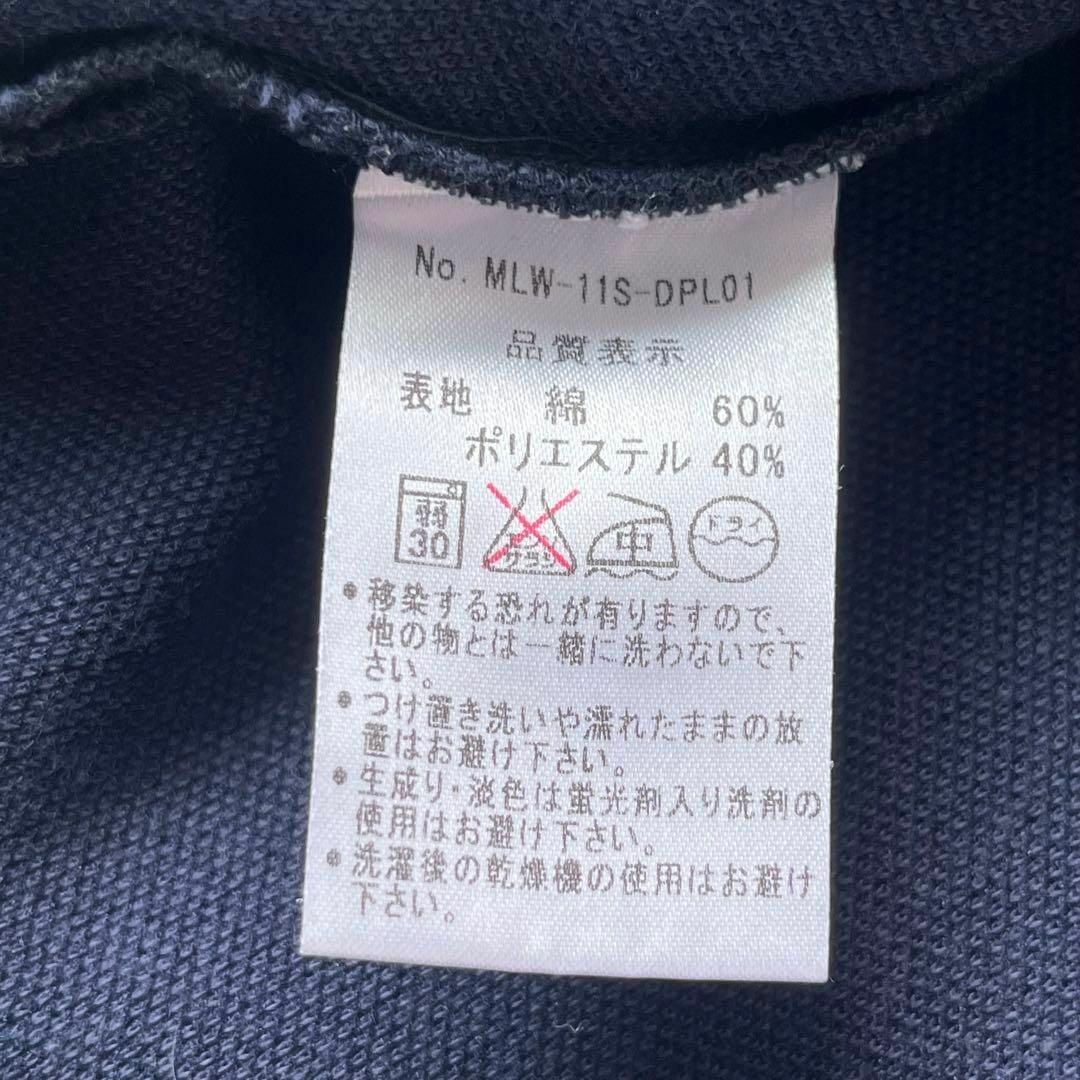 No. MLW-11S-DPL01
品質表示
表地 綿 60%
ポリエステル 40%
弱 30 エンソサラシ 中 ドライ
・移染する恐れが有りますので、
他の物とは一緒に洗わないで下
さい。
・つけ置き洗いや濡れたままの放
置はお避け下さい。
・生成り・淡色は蛍光剤入り洗剤の
使用はお避け下さい。
・洗濯後の乾燥機の使用はお避け
下さい。